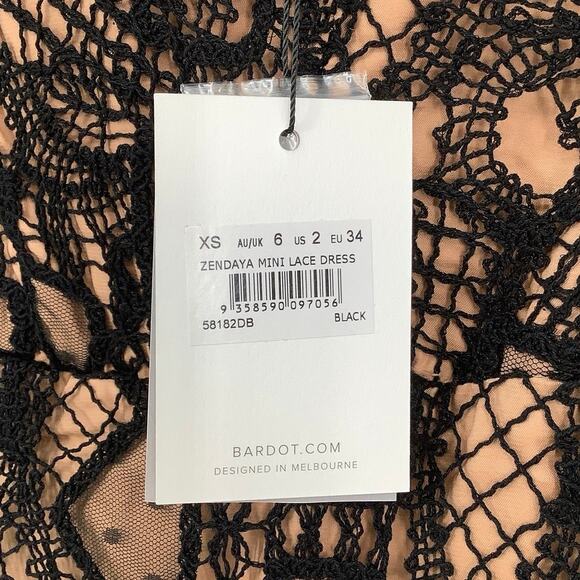 XS AU/UK 6 US 2 EU 34
ZENDAYA MINI LACE DRESS
9 358590 097056
58182DB BLACK
BARDOT.COM
DESIGNED IN MELBOURNE